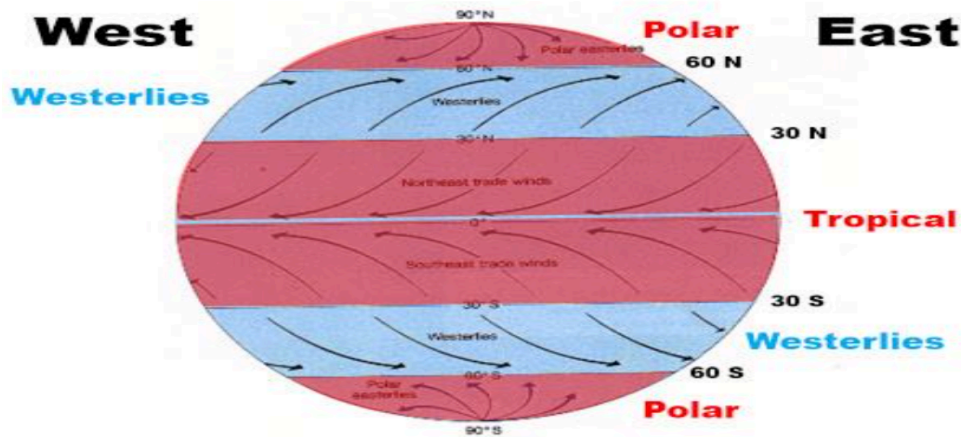 West
90° N
Polar
East
Polar easterlies
60° N
60 N
Westerlies
Westerlies
30° N
30 N
Northeast trade winds
0°
Tropical
Southeast trade winds
30° S
30 S
Westerlies
Westerlies
60° S
60 S
Polar
easterlies
Polar
90° S